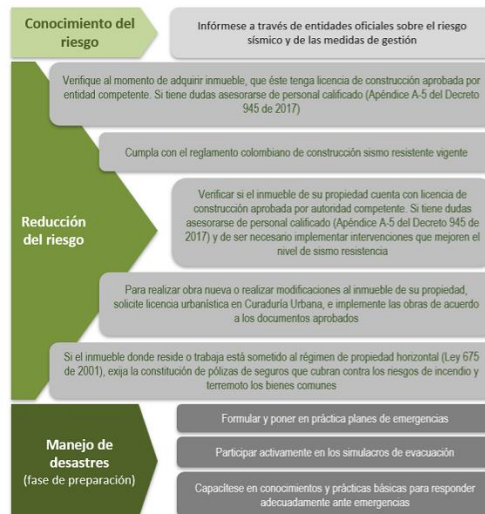 Conocimiento del
riesgo
Infórmese a través de entidades oficiales sobre el riesgo
sísmico y de las medidas de gestión
Verifique al momento de adquirir inmueble, que éste tenga licencia de construcción aprobada por
entidad competente. Si tiene dudas asesorarse de personal calificado (Apéndice A-5 del Decreto
945 de 2017)
Cumpla con el reglamento colombiano de construcción sismo resistente vigente
Reducción
del riesgo
Verificar si el inmueble de su propiedad cuenta con licencia de
construcción aprobada por autoridad competente. Si tiene dudas
asesorarse de personal calificado (Apéndice A-5 del Decreto 945 de
2017) y de ser necesario implementar intervenciones que mejoren el
nivel de sismo resistencia
Para realizar obra nueva o realizar modificaciones al inmueble de su propiedad,
solicite licencia urbanística en Curaduría Urbana, e implemente las obras de acuerdo
a los documentos aprobados
Si el inmueble donde reside o trabaja está sometido al régimen de propiedad horizontal (Ley 675
de 2001), exija la constitución de pólizas de seguros que cubran contra los riesgos de incendio y
terremoto los bienes comunes
Manejo de
desastres
(fase de preparación)
Formular y poner en práctica planes de emergencias
Participar activamente en los simulacros de evacuación
Capacítese en conocimientos y prácticas básicas para responder
adecuadamente ante emergencias